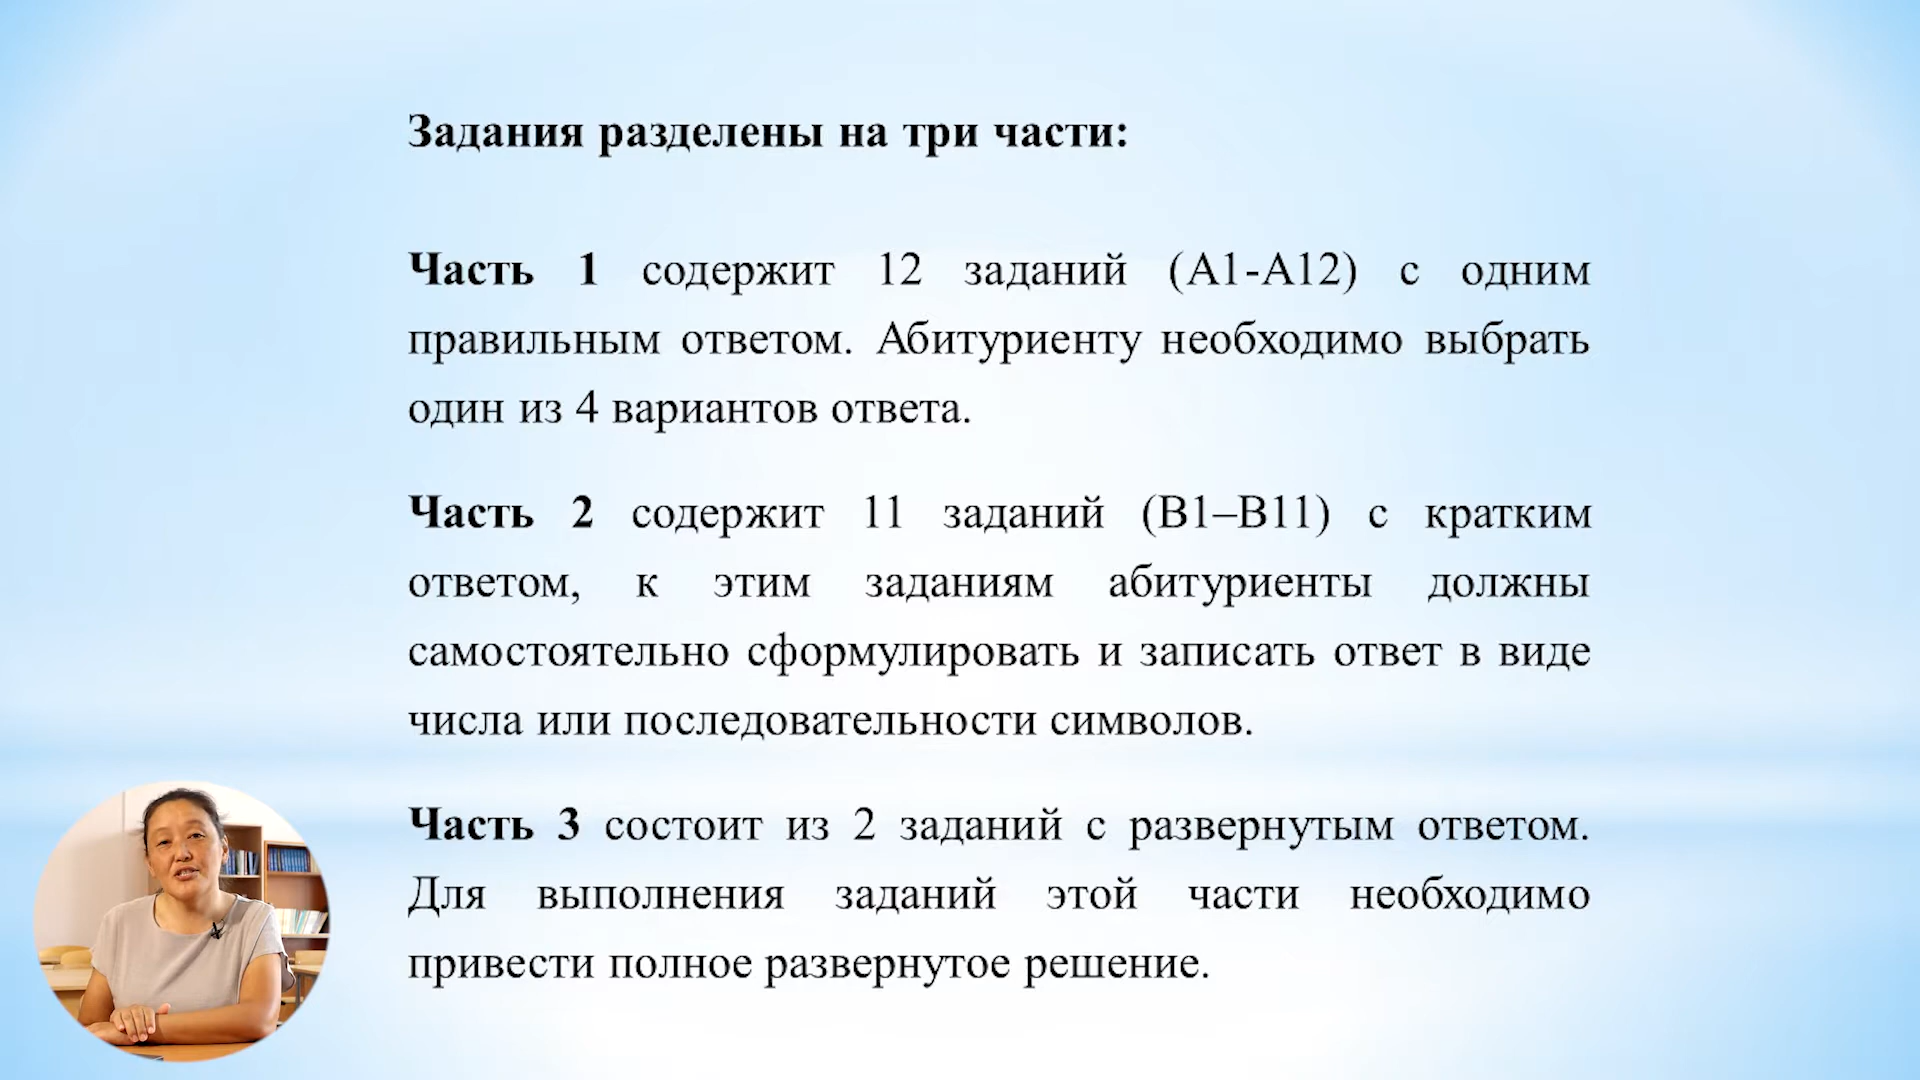 Задания разделены на три части:
Часть 1 содержит 12 заданий (А1-А12) с одним
правильным ответом. Абитуриенту необходимо выбрать
один из 4 вариантов ответа.
Часть 2 содержит 11 заданий (В1–В11) с кратким
ответом, к этим заданиям абитуриенты должны
самостоятельно сформулировать и записать ответ в виде
числа или последовательности символов.
Часть 3 состоит из 2 заданий с развернутым ответом.
Для выполнения заданий этой части необходимо
привести полное развернутое решение.